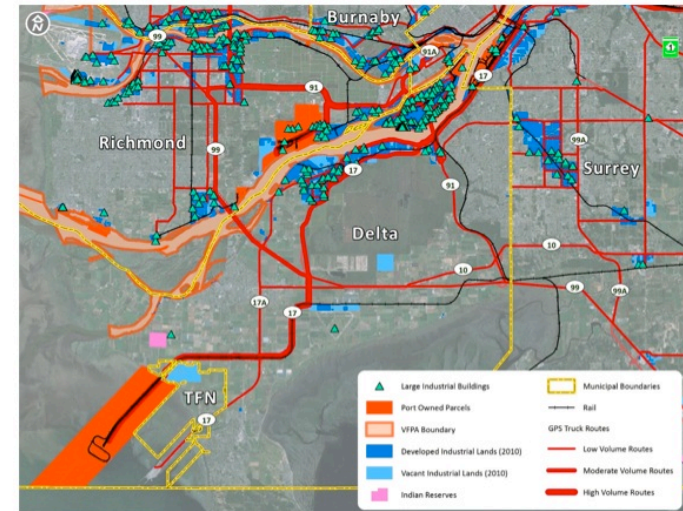 N
Burnaby
99
91A
17
1
91
Richmond
99
99A
Surrey
17
91
Delta
10
10
17A
17
99
99A
TFN
17
Large Industrial Buildings
Port Owned Parcels
VFPA Boundary
Developed Industrial Lands (2010)
Vacant Industrial Lands (2010)
Indian Reserves
Municipal Boundaries
Rail
GPS Truck Routes
Low Volume Routes
Moderate Volume Routes
High Volume Routes